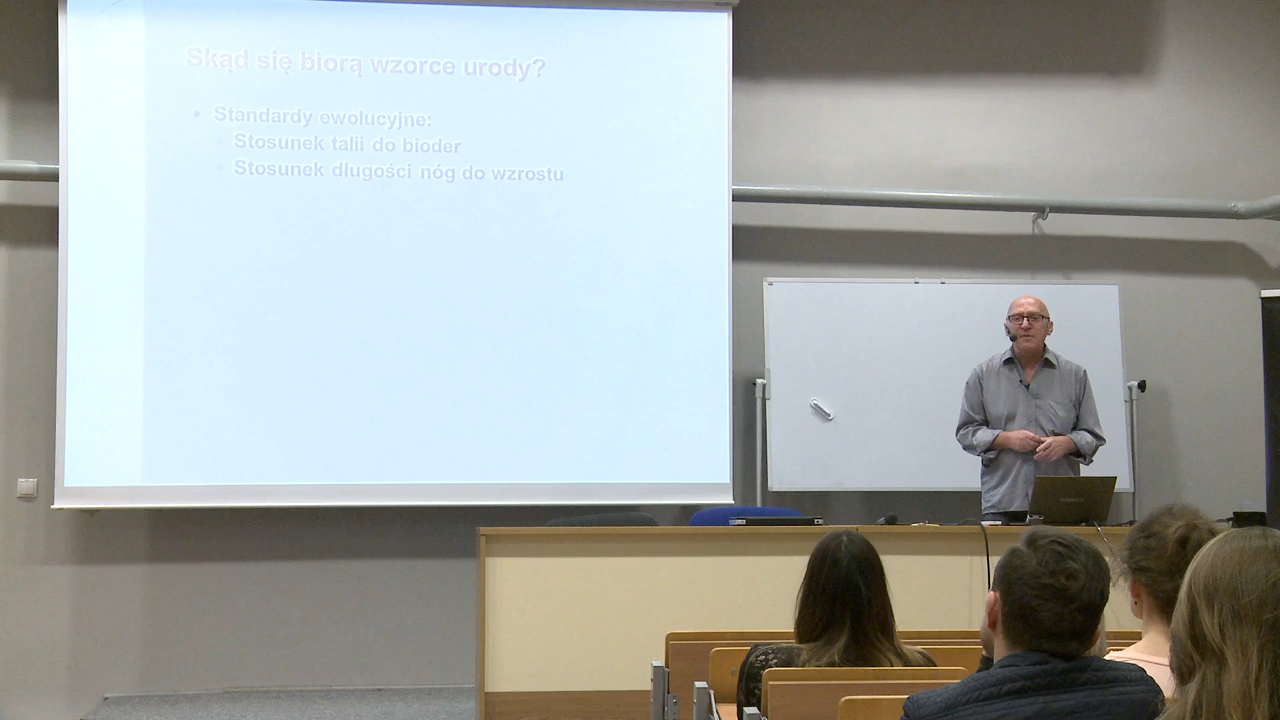 Skąd się biorą wzorce urody?
• Standardy ewolucyjne:
Stosunek talii do bioder
Stosunek długości nóg do wzrostu